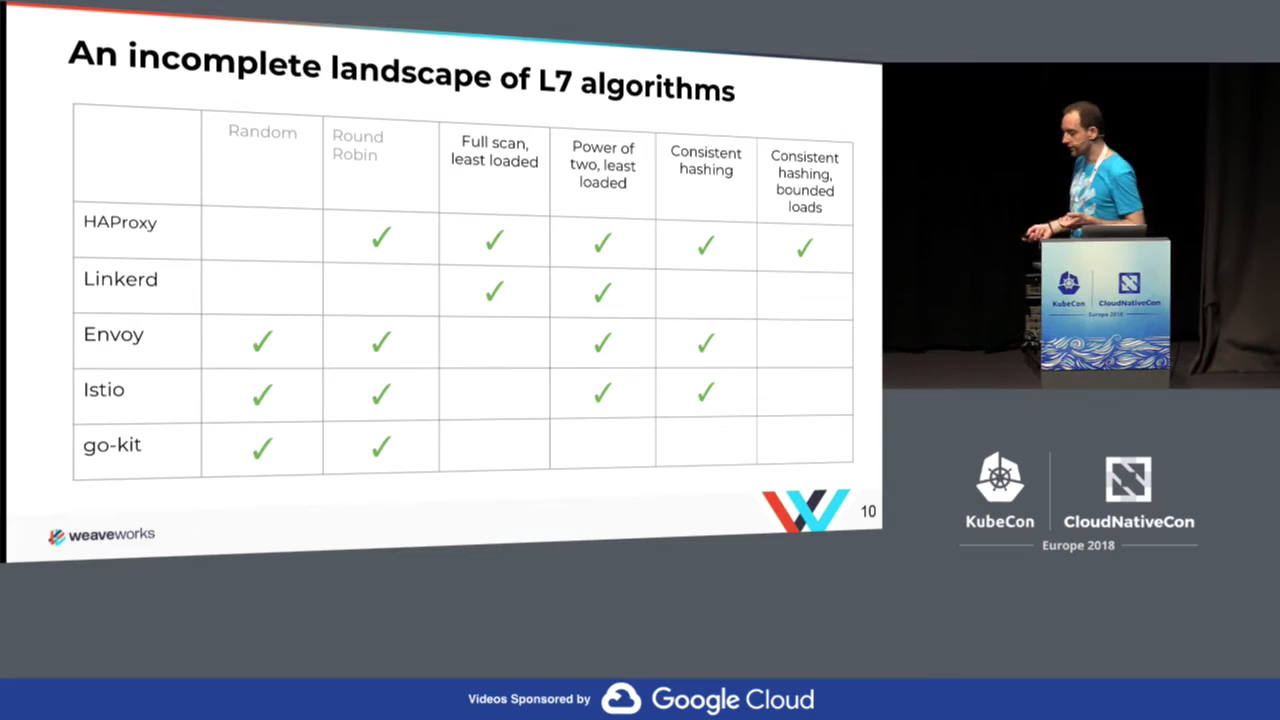 An incomplete landscape of L7 algorithms
Random
Round
Robin
Full scan,
least loaded
Power of
two, least
loaded
Consistent
hashing
Consistent
hashing,
bounded
loads
HAProxy ✓ ✓ ✓ ✓ ✓
Linkerd ✓ ✓
Envoy ✓ ✓ ✓ ✓
Istio ✓ ✓ ✓ ✓
go-kit ✓ ✓
weaveworks
10
KubeCon
CloudNativeCon
Europe 2018
KubeCon
CloudNativeCon
Europe 2018
Videos Sponsored by Google Cloud